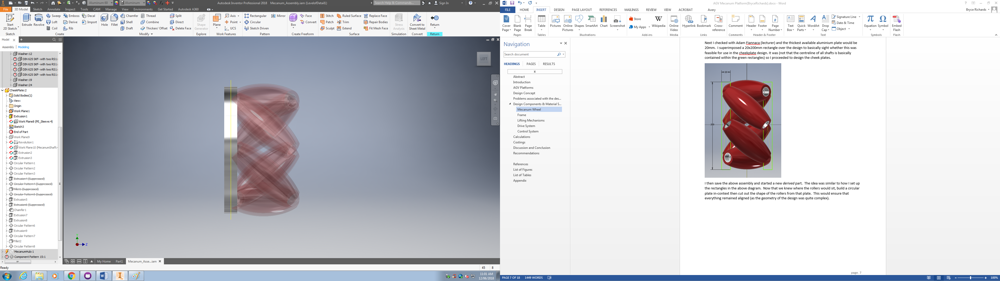 Autodesk Inventor Professional 2018   Mecanum_Assembly.iam (LevelofDetail1)
Aluminum 60   Aluminum   Search Help & Commands...   Sign In
File   3D Model   Sketch   Annotate   Inspect   Tools   CAM   Manage   View   Environments   Get Started   Autodesk A360
Start 2D Sketch   Extrude   Revolve   Sweep   Emboss   Decal
Loft   Derive   Import
Coil   Rib
Hole   Fillet   Chamfer   Thread   Split
Shell   Combine   Direct
Draft   Thicken/ Offset   Delete Face
Shape Generator   Plane   Axis   Point   UCS
Rectangular   Mirror
Circular
Sketch Driven
Box   Face   Convert
Stitch   Ruled Surface   Replace Face
Patch   Trim   Repair Bodies
Sculpt   Extend   Fit Mesh Face
Stress Analysis   Convert to Sheet Metal   Return
Sketch   Create   Modify   Explore   Work Features   Pattern   Create Freeform   Surface   Simulation   Convert   Return
Model
Assembly   Modeling
Washer:12
DIN 625 SKF- with two RS1
DIN 625 SKF- with two RS1
DIN 625 SKF- with two RS1
DIN 625 SKF- with two RS1
Washer:19
Washer:24
CheekPlate:2
Solid Bodies(1)
View:
Origin
Work Plane1
Extrusion1
Work Plane8 (PE_Sleeve:4)
Sketch3
End of Part
Work Plane9
Revolution1
Work Plane10 (MecanumShaft:
Extrusion2
Extrusion3
Circular Pattern1
Circular Pattern2
Circular Pattern3
Extrusion4 (Suppressed)
Circular Pattern4 (Suppressed)
Fillet1 (Suppressed)
Circular Pattern5 (Suppressed)
Extrusion5
Extrusion6 (Suppressed)
Chamfer1
Extrusion7
Extrusion8
Circular Pattern6
Extrusion9
Circular Pattern7
Fillet2
Circular Pattern8
MecanumHub:1
Component Pattern 15:1
LEFT
Y
Z
My Home   Part1   Mecanum_Asse...iam
Ready   45   8
11:01 AM
12/06/2018
AGV Mecanum Platform(BryceRichards).docx - Word
FILE   HOME   INSERT   DESIGN   PAGE LAYOUT   REFERENCES   MAILINGS   REVIEW   VIEW   ACROBAT   Avery   Bryce Richards
Cover Page   Blank Page   Page Break   Table   Pictures   Online Pictures   Shapes   SmartArt   Chart   Screenshot
Store   My Apps   Wikipedia   Online Video   Hyperlink   Bookmark   Cross-reference   Comment
Header   Footer   Page Number   Text Box   Quick Parts   WordArt   Drop Cap
Signature Line   Date & Time   Object   Equation   Symbol   Embed Flash
Pages   Tables   Illustrations   Add-ins   Media   Links   Comments   Header & Footer   Text   Symbols   Flash
Navigation
Search document
HEADINGS   PAGES   RESULTS
Abstract
Introduction
AGV Platforms
Design Concept
Problems associated with the des...
Design Components & Material S...
Mecanum Wheel
Frame
Lifting Mechanisms
Drive System
Control System
Calculations
Costings
Discussion and Conclusion
Recommendations
References
List of Figures
List of Tables
Appendix
Next I checked with Adam Fiannaca (lecturer) and the thickest available aluminium plate would be
20mm.  I superimposed a 20x200mm rectangle over the design to basically sight whether this was
feasible for use in the cheekplate design. It was (not that the centreline of all shafts is basically
contained within the green rectangles) so I proceeded to design the cheek plates.
20
200
I then save the above assembly and started a new derived part.  The idea was similar to how I set up
the rectangles in the above diagram.  Now that we knew where the rollers would sit, build a circular
plate in-context then cut out the shape of the rollers from that plate.  This would ensure that
everything remained aligned (as the geometry of the design was quite complex).
page. 7
PAGE 7 OF 18   1449 WORDS   100%